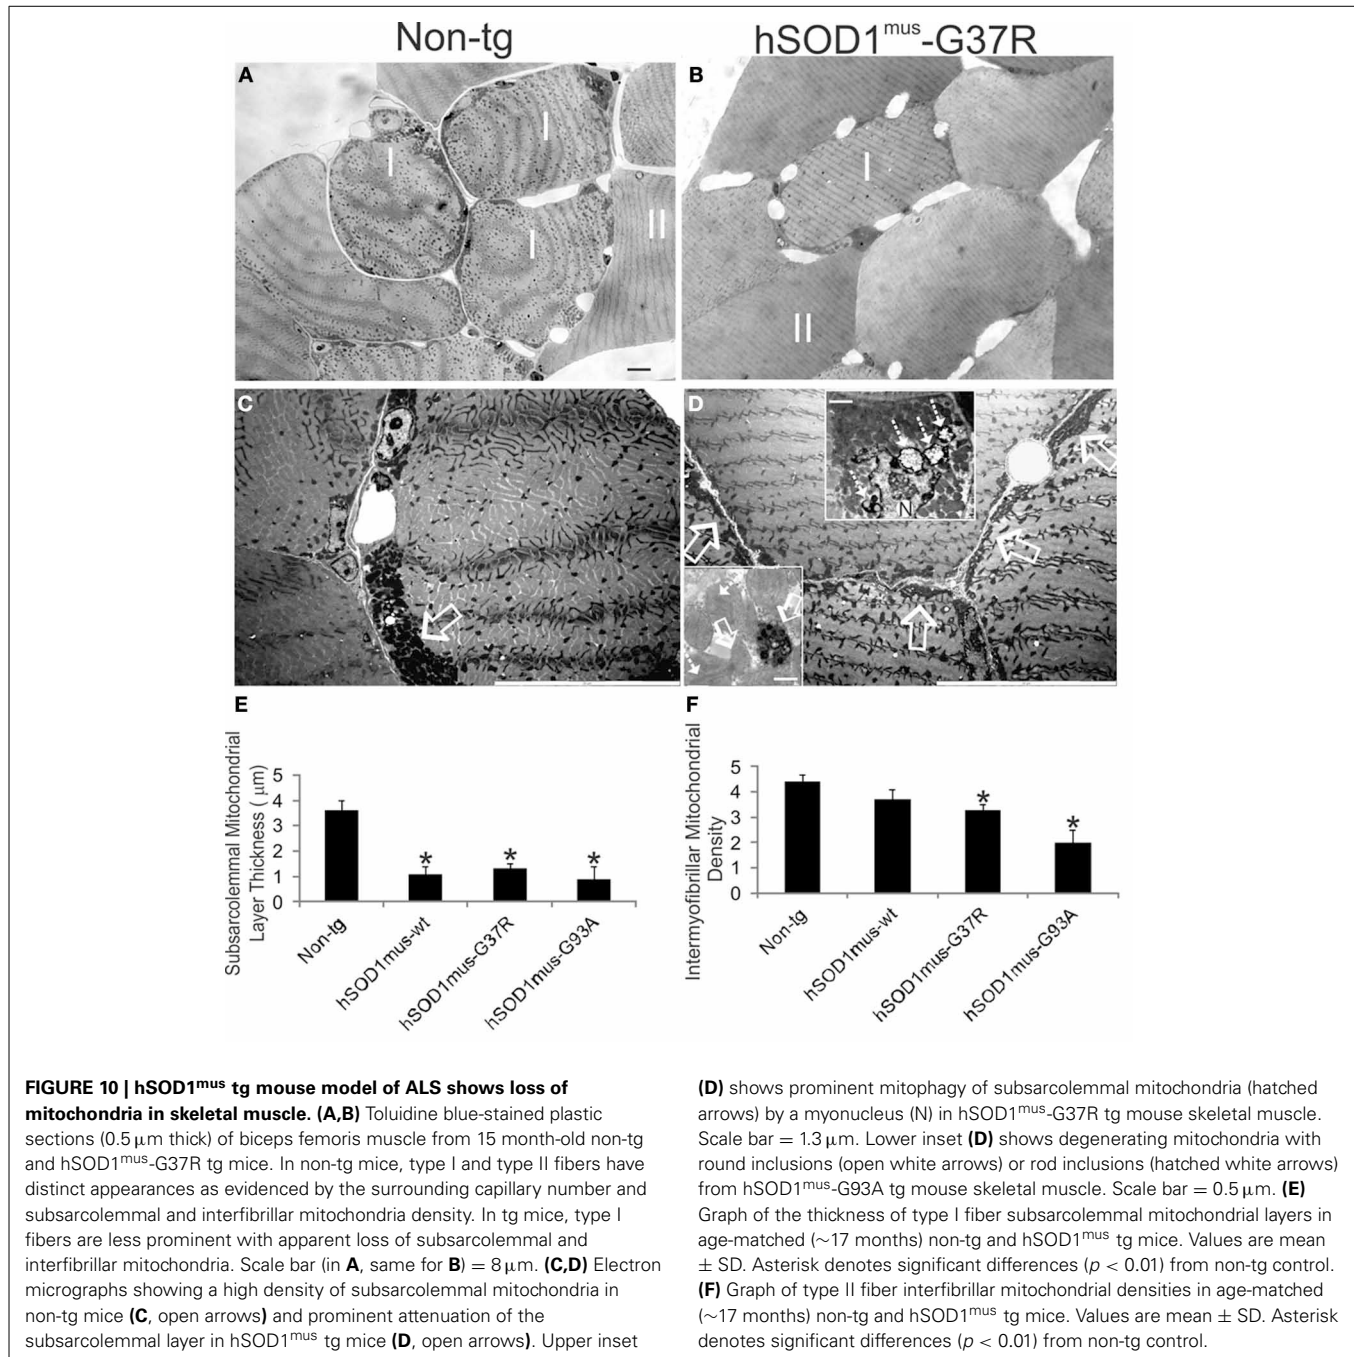 Non-tg
hSOD1mus-G37R
A
B
I
I
I
II
I
II
C
D
N
E
F
Subsarcolemmal Mitochondrial
Layer Thickness ( μm)
5
4
3
2
1
0
*
*
*
Non-tg
hSOD1mus-wt
hSOD1mus-G37R
hSOD1mus-G93A
Intermyofibrillar Mitochondrial
Density
5
4
3
2
1
0
*
*
Non-tg
hSOD1mus-wt
hSOD1mus-G37R
hSOD1mus-G93A
FIGURE 10 | hSOD1mus tg mouse model of ALS shows loss of
mitochondria in skeletal muscle. (A,B) Toluidine blue-stained plastic
sections (0.5 μm thick) of biceps femoris muscle from 15 month-old non-tg
and hSOD1mus-G37R tg mice. In non-tg mice, type I and type II fibers have
distinct appearances as evidenced by the surrounding capillary number and
subsarcolemmal and interfibrillar mitochondria density. In tg mice, type I
fibers are less prominent with apparent loss of subsarcolemmal and
interfibrillar mitochondria. Scale bar (in A, same for B) = 8 μm. (C,D) Electron
micrographs showing a high density of subsarcolemmal mitochondria in
non-tg mice (C, open arrows) and prominent attenuation of the
subsarcolemmal layer in hSOD1mus tg mice (D, open arrows). Upper inset
(D) shows prominent mitophagy of subsarcolemmal mitochondria (hatched
arrows) by a myonucleus (N) in hSOD1mus-G37R tg mouse skeletal muscle.
Scale bar = 1.3 μm. Lower inset (D) shows degenerating mitochondria with
round inclusions (open white arrows) or rod inclusions (hatched white arrows)
from hSOD1mus-G93A tg mouse skeletal muscle. Scale bar = 0.5 μm. (E)
Graph of the thickness of type I fiber subsarcolemmal mitochondrial layers in
age-matched (∼17 months) non-tg and hSOD1mus tg mice. Values are mean
± SD. Asterisk denotes significant differences (p < 0.01) from non-tg control.
(F) Graph of type II fiber interfibrillar mitochondrial densities in age-matched
(∼17 months) non-tg and hSOD1mus tg mice. Values are mean ± SD. Asterisk
denotes significant differences (p < 0.01) from non-tg control.